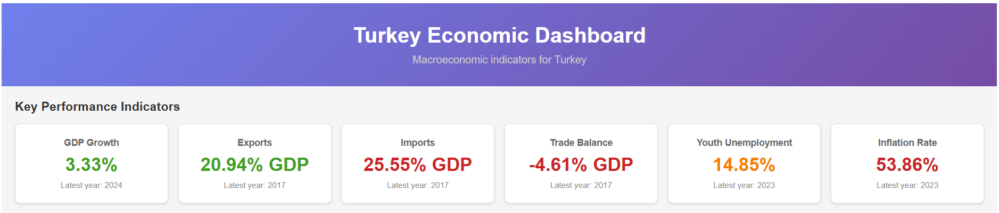 Turkey Economic Dashboard
Macroeconomic indicators for Turkey
Key Performance Indicators
GDP Growth
3.33%
Latest year: 2024
Exports
20.94% GDP
Latest year: 2017
Imports
25.55% GDP
Latest year: 2017
Trade Balance
-4.61% GDP
Latest year: 2017
Youth Unemployment
14.85%
Latest year: 2023
Inflation Rate
53.86%
Latest year: 2023